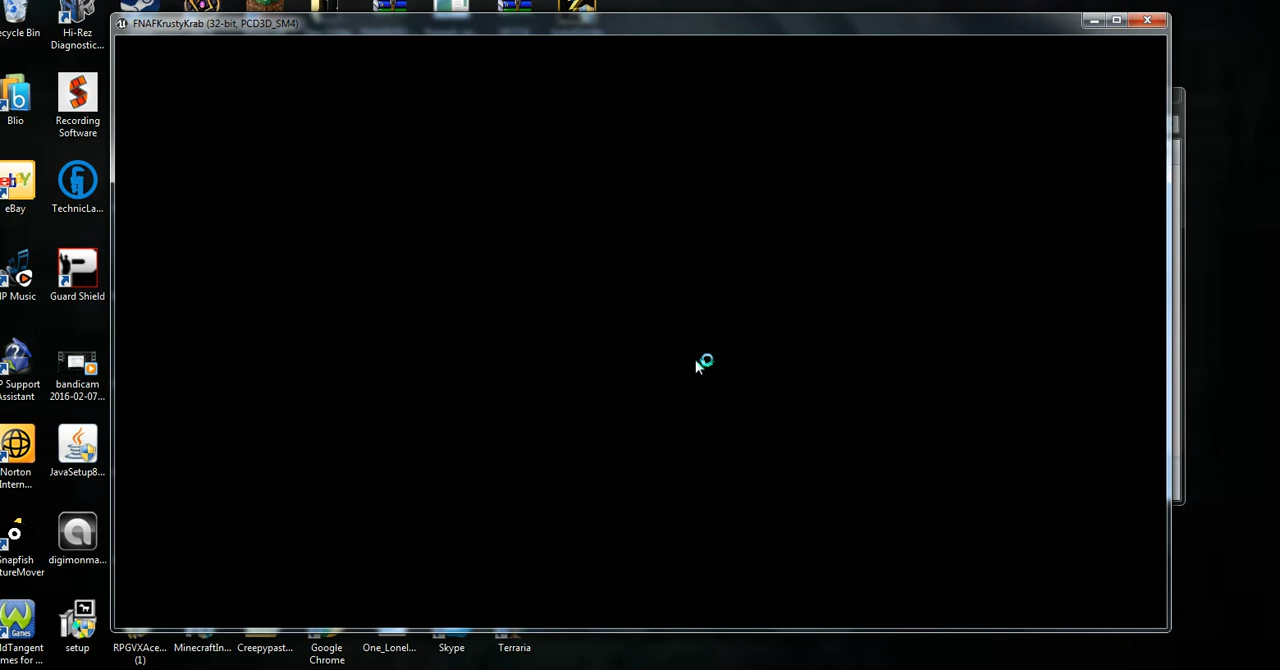 FNAFKrustyKrab (32-bit, PCD3D_SM4)
ecycle Bin
Hi-Rez
Diagnostic...
Blio
Recording
Software
eBay
TechnicLa...
HP Music
Guard Shield
P Support
Assistant
bandicam
2016-02-07...
Norton
Intern...
JavaSetup8...
Snapfish
tureMover
digimonma...
ldTangent
mes for ...
setup
RPGVXAce...
(1)
MinecraftIn...
Creepypast...
Google
Chrome
One_Lonel...
Skype
Terraria